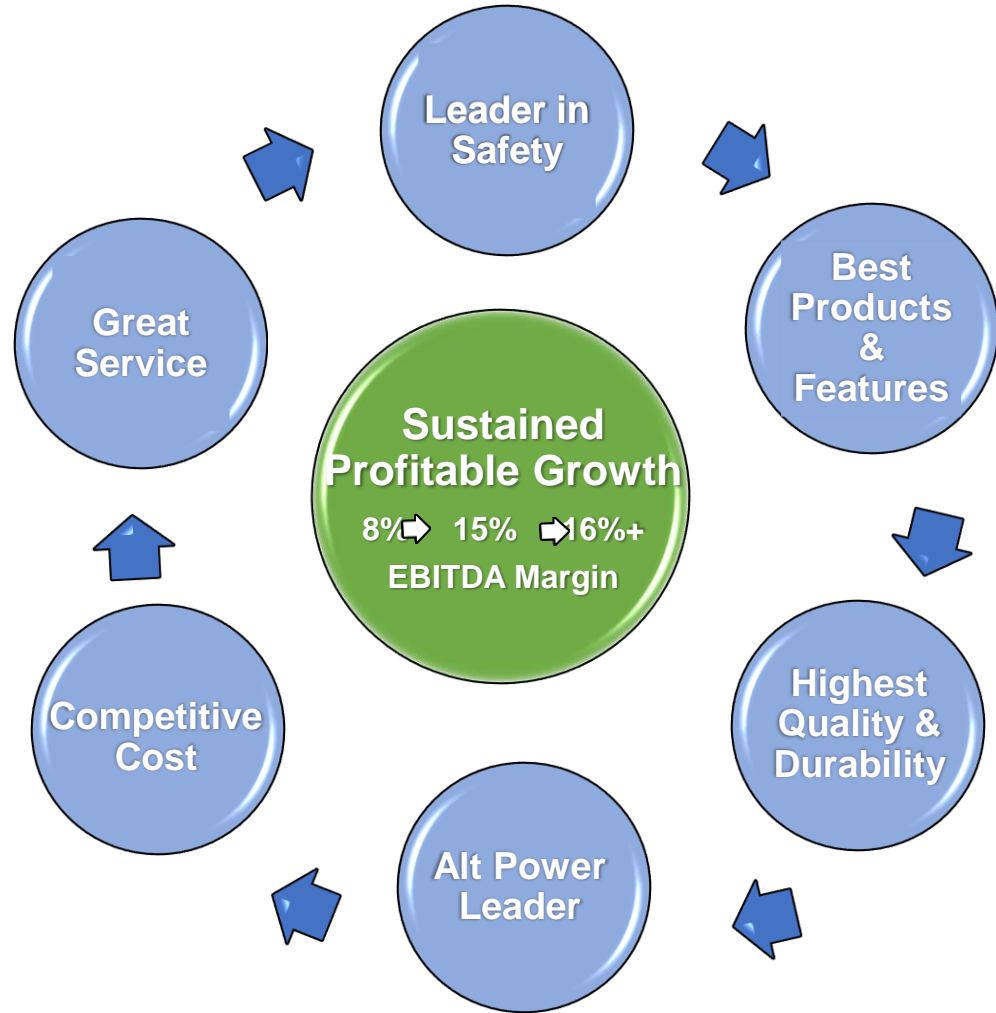 Leader in
Safety
Best
Products
&
Features
Great
Service
Sustained
Profitable Growth
8% 15% 16%+
EBITDA Margin
Highest
Quality &
Durability
Competitive
Cost
Alt Power
Leader